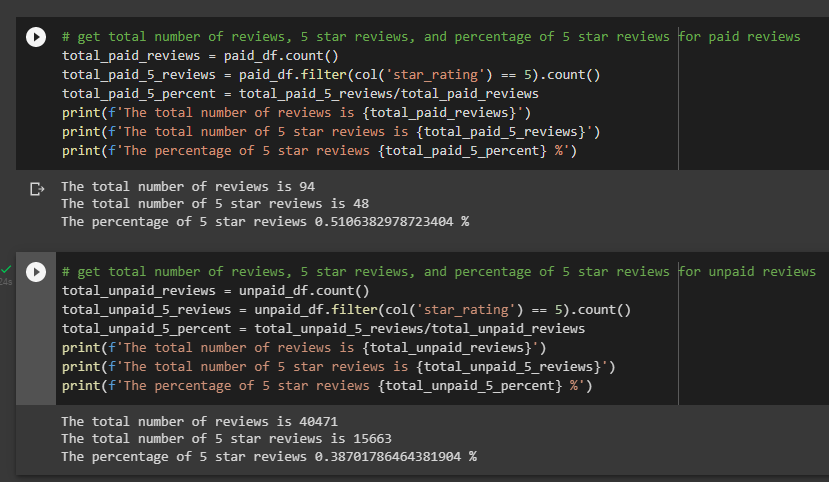 # get total number of reviews, 5 star reviews, and percentage of 5 star reviews for paid reviews
total_paid_reviews = paid_df.count()
total_paid_5_reviews = paid_df.filter(col('star_rating') == 5).count()
total_paid_5_percent = total_paid_5_reviews/total_paid_reviews
print(f'The total number of reviews is {total_paid_reviews}')
print(f'The total number of 5 star reviews is {total_paid_5_reviews}')
print(f'The percentage of 5 star reviews {total_paid_5_percent} %')
The total number of reviews is 94
The total number of 5 star reviews is 48
The percentage of 5 star reviews 0.5106382978723404 %
# get total number of reviews, 5 star reviews, and percentage of 5 star reviews for unpaid reviews
24s
total_unpaid_reviews = unpaid_df.count()
total_unpaid_5_reviews = unpaid_df.filter(col('star_rating') == 5).count()
total_unpaid_5_percent = total_unpaid_5_reviews/total_unpaid_reviews
print(f'The total number of reviews is {total_unpaid_reviews}')
print(f'The total number of 5 star reviews is {total_unpaid_5_reviews}')
print(f'The percentage of 5 star reviews {total_unpaid_5_percent} %')
The total number of reviews is 40471
The total number of 5 star reviews is 15663
The percentage of 5 star reviews 0.38701786464381904 %